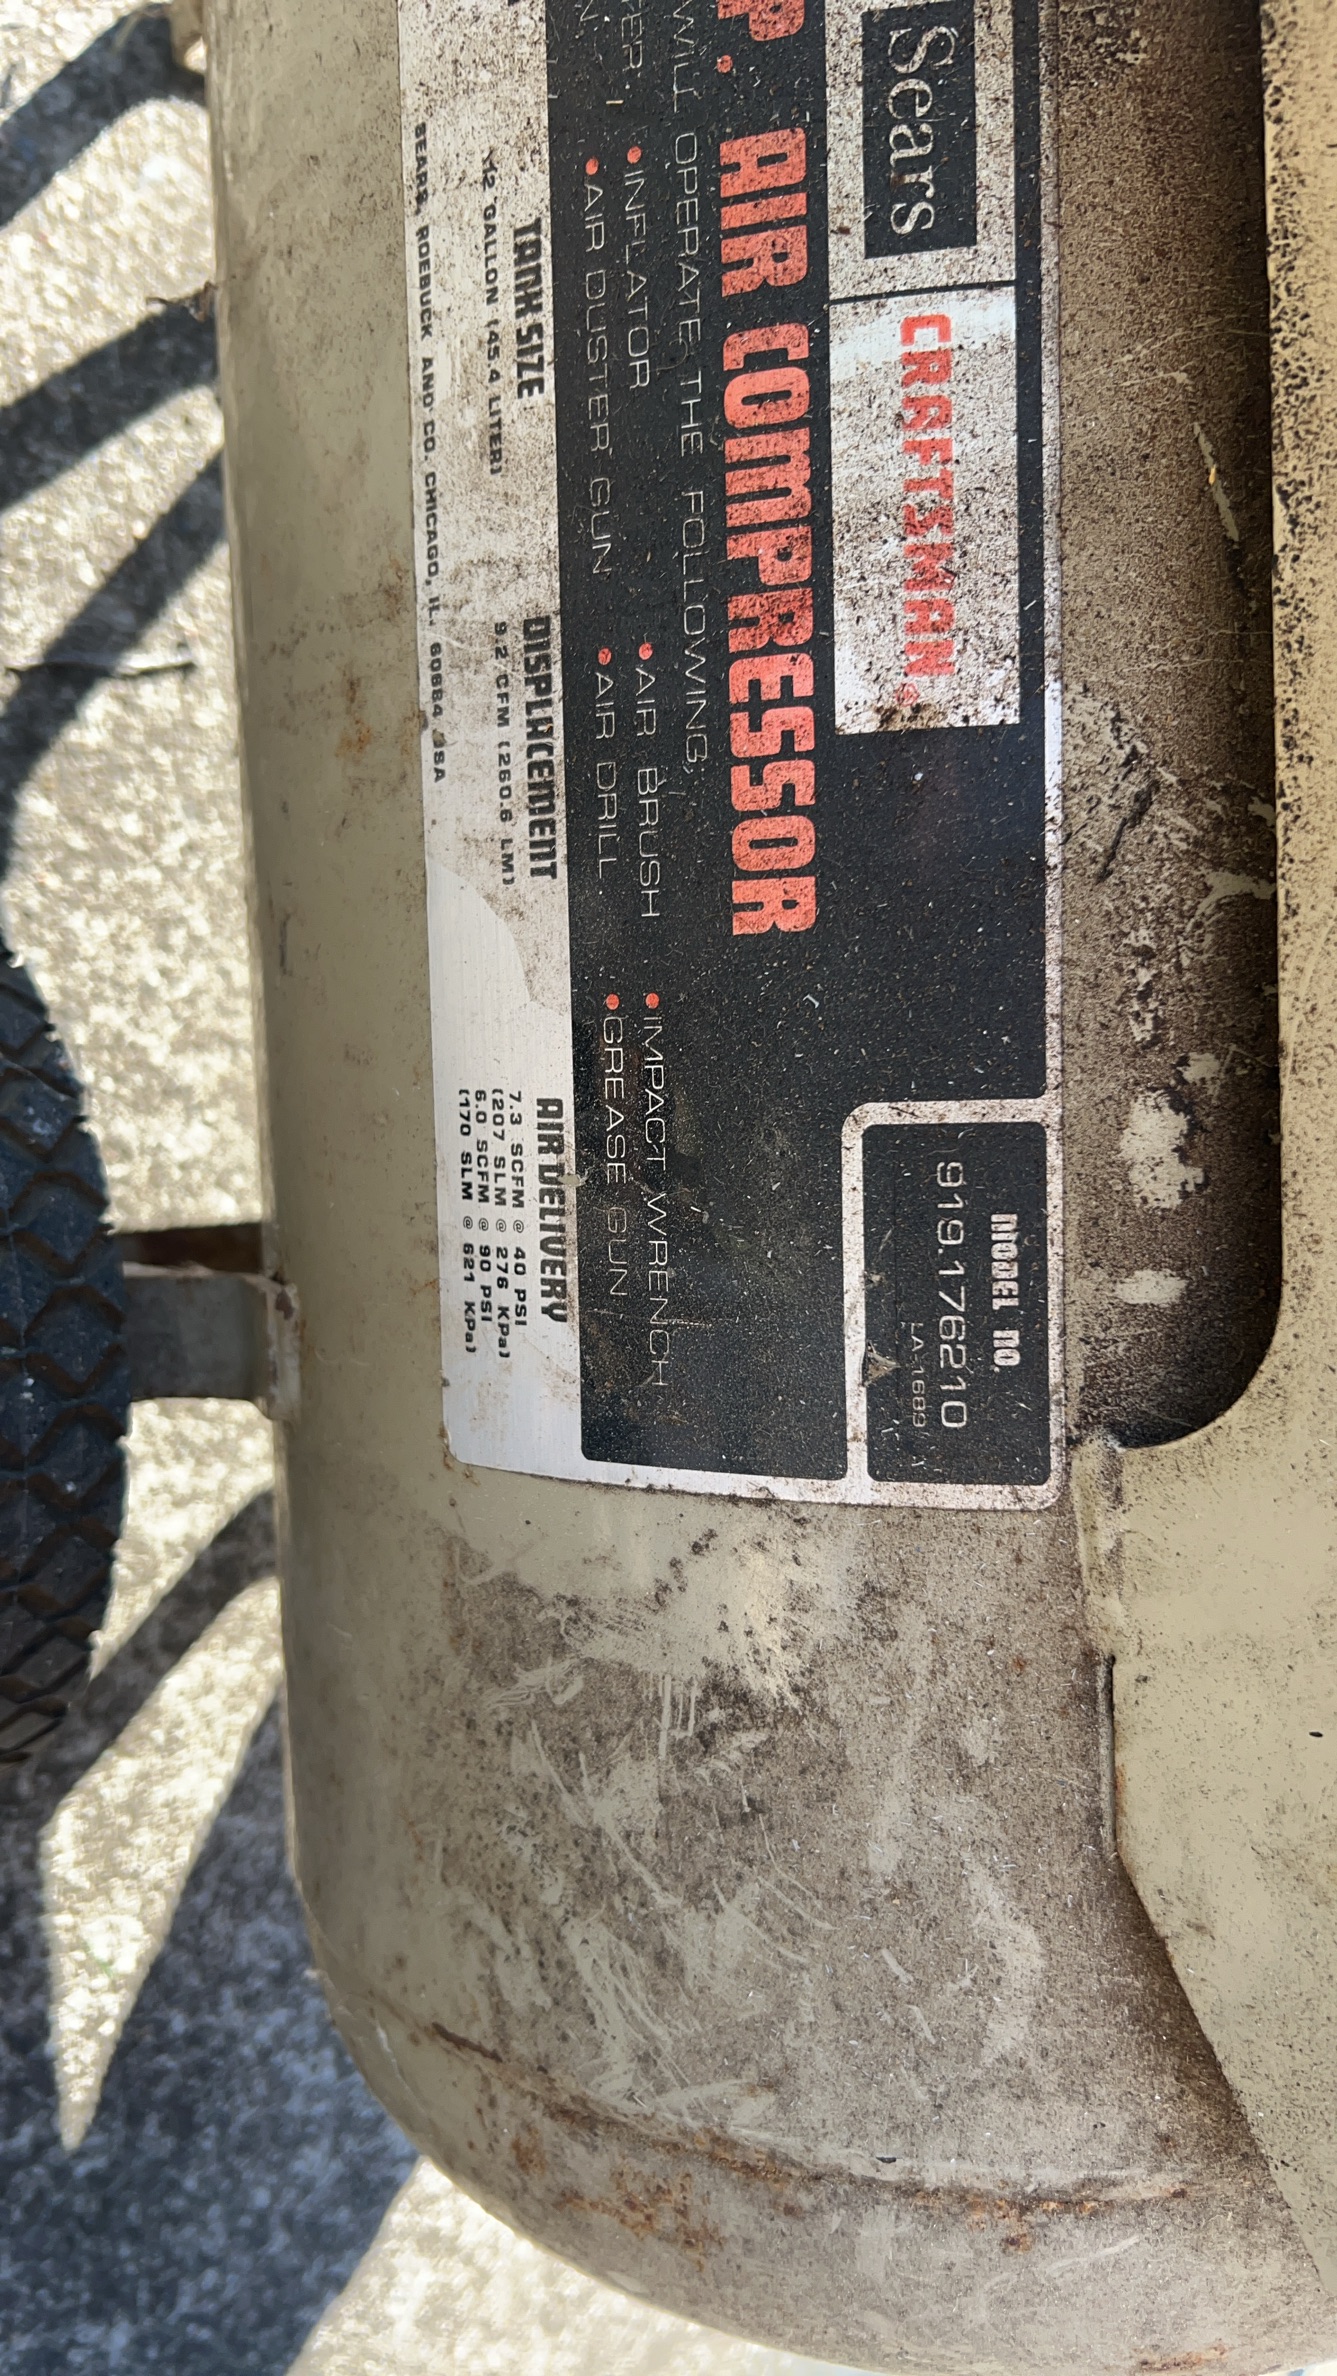 Sears
CRAFTSMAN®
MODEL NO.
919.176210
LA-1689
P. AIR COMPRESSOR
WILL OPERATE THE FOLLOWING,
• INFLATOR • AIR BRUSH • IMPACT WRENCH
• AIR DUSTER GUN • AIR DRILL • GREASE GUN
TANK SIZE
12 GALLON (45.4 LITER)
DISPLACEMENT
9.2 CFM (260.6 LM)
AIR DELIVERY
7.3 SCFM @ 40 PSI
(207 SLM @ 276 KPa)
6.0 SCFM @ 90 PSI
(170 SLM @ 621 KPa)
SEARS, ROEBUCK AND CO. CHICAGO, IL. 60684 USA